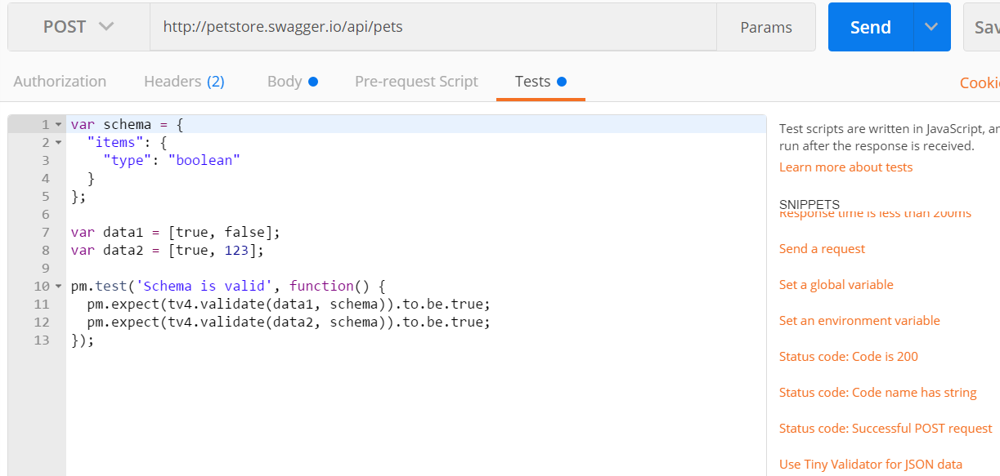 POST http://petstore.swagger.io/api/pets Params Send
Authorization Headers (2) Body Pre-request Script Tests
1 var schema = {
2 "items": {
3 "type": "boolean"
4 }
5 };
6
7 var data1 = [true, false];
8 var data2 = [true, 123];
9
10 pm.test('Schema is valid', function() {
11 pm.expect(tv4.validate(data1, schema)).to.be.true;
12 pm.expect(tv4.validate(data2, schema)).to.be.true;
13 });
Test scripts are written in JavaScript,
run after the response is received.
Learn more about tests
SNIPPETS
Response time is less than 200ms
Send a request
Set a global variable
Set an environment variable
Status code: Code is 200
Status code: Code name has string
Status code: Successful POST request
Use Tiny Validator for JSON data